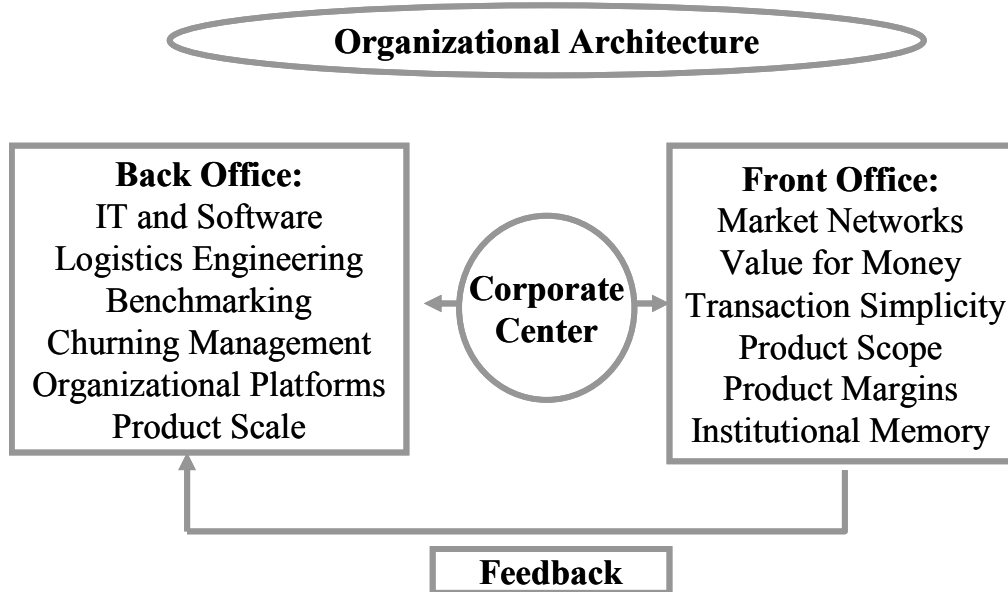 Organizational Architecture
Back Office:
IT and Software
Logistics Engineering
Benchmarking
Churning Management
Organizational Platforms
Product Scale
Corporate
Center
Front Office:
Market Networks
Value for Money
Transaction Simplicity
Product Scope
Product Margins
Institutional Memory
Feedback